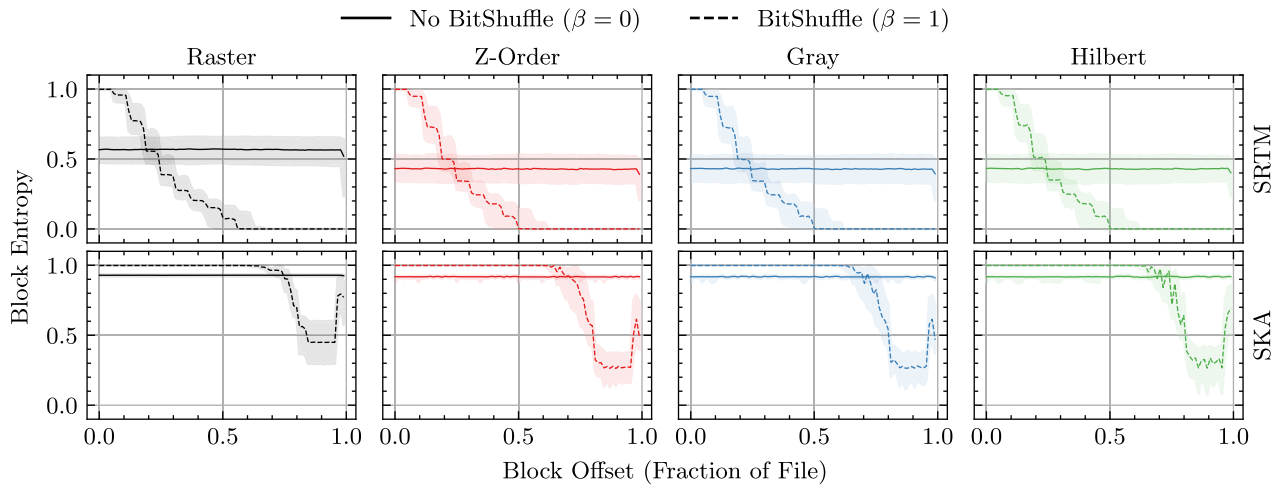 No BitShuffle (β = 0) BitShuffle (β = 1)
Raster Z-Order Gray Hilbert
1.0
0.5
0.0
SRTM
1.0
0.5
0.0
SKA
Block Entropy
0.0 0.5 1.0 0.0 0.5 1.0 0.0 0.5 1.0 0.0 0.5 1.0
Block Offset (Fraction of File)